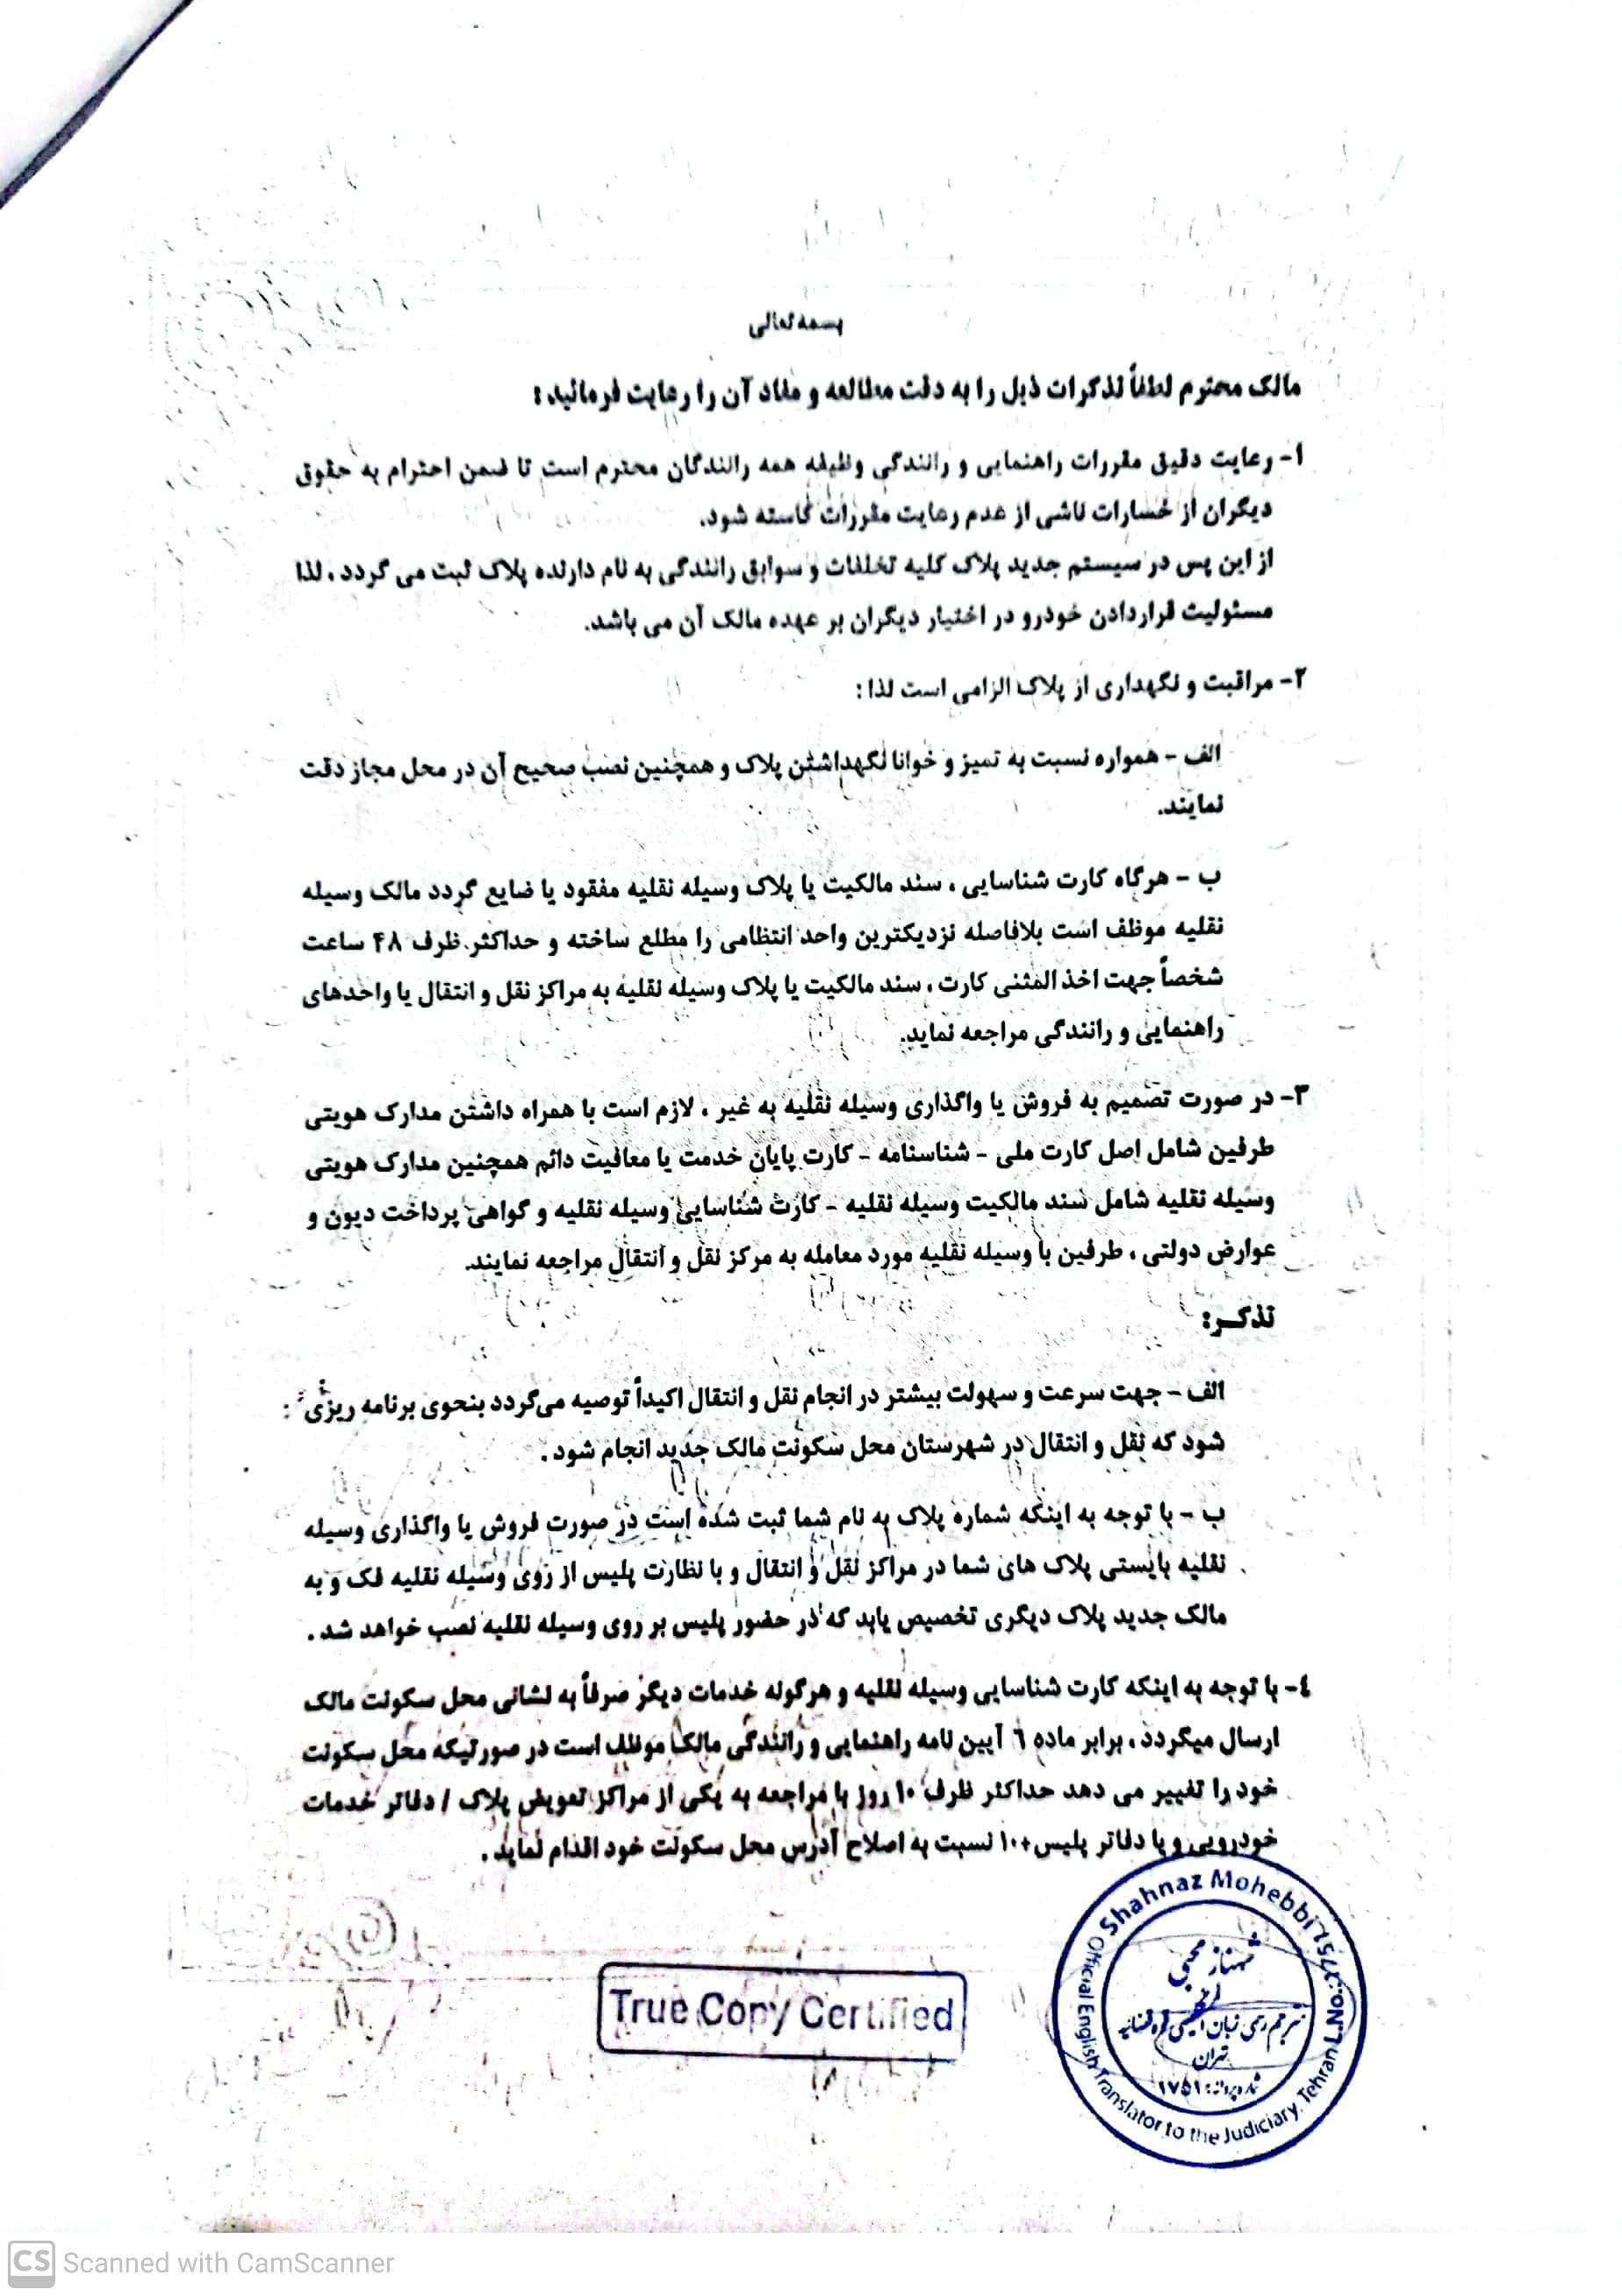 بسمه تعالی
مالک محترم لطفاً تذکرات ذیل را به دقت مطالعه و مفاد آن را رعایت فرمائید:
۱- رعایت دقیق مقررات راهنمایی و رانندگی وظیفه همه رانندگان محترم است تا ضمن احترام به حقوق
دیگران از خسارات ناشی از عدم رعایت مقررات کاسته شود.
از این پس در سیستم جدید پلاک کلیه تخلفات و سوابق رانندگی به نام دارنده پلاک ثبت می گردد ، لذا
مسئولیت قراردادن خودرو در اختیار دیگران بر عهده مالک آن می باشد.
۲- مراقبت و نگهداری از پلاک الزامی است لذا :
الف - همواره نسبت به تمیز و خوانا نگهداشتن پلاک و همچنین نصب صحیح آن در محل مجاز دقت
نمایند.
ب - هرگاه کارت شناسایی ، سند مالکیت یا پلاک وسیله نقلیه مفقود یا ضایع گردد مالک وسیله
نقلیه موظف است بلافاصله نزدیکترین واحد انتظامی را مطلع ساخته و حداکثر ظرف ۴۸ ساعت
شخصاً جهت اخذ المثنی کارت ، سند مالکیت یا پلاک وسیله نقلیه به مراکز نقل و انتقال یا واحدهای
راهنمایی و رانندگی مراجعه نماید.
۳- در صورت تصمیم به فروش یا واگذاری وسیله نقلیه به غیر ، لازم است با همراه داشتن مدارک هویتی
طرفین شامل اصل کارت ملی - شناسنامه - کارت پایان خدمت یا معافیت دائم همچنین مدارک هویتی
وسیله نقلیه شامل سند مالکیت وسیله نقلیه - کارت شناسایی وسیله نقلیه و گواهی پرداخت دیون و
عوارض دولتی ، طرفین با وسیله نقلیه مورد معامله به مرکز نقل و انتقال مراجعه نمایند.
تذکـر:
الف - جهت سرعت و سهولت بیشتر در انجام نقل و انتقال اکیداً توصیه می‌گردد بنحوی برنامه ریزی
شود که نقل و انتقال در شهرستان محل سکونت مالک جدید انجام شود .
ب - با توجه به اینکه شماره پلاک به نام شما ثبت شده است در صورت فروش یا واگذاری وسیله
نقلیه بایستی پلاک های شما در مراکز نقل و انتقال و با نظارت پلیس از روی وسیله نقلیه فک و به
مالک جدید پلاک دیگری تخصیص یابد که در حضور پلیس بر روی وسیله نقلیه نصب خواهد شد .
٤- با توجه به اینکه کارت شناسایی وسیله نقلیه و هرگونه خدمات دیگر صرفاً به نشانی محل سکونت مالک
ارسال میگردد ، برابر ماده ٦ آیین نامه راهنمایی و رانندگی مالک موظف است در صورتیکه محل سکونت
خود را تغییر می دهد حداکثر ظرف ۱۰ روز با مراجعه به یکی از مراکز تعویض پلاک / دفاتر خدمات
خودرویی و یا دفاتر پلیس+۱۰ نسبت به اصلاح آدرس محل سکونت خود اقدام نماید .
True Copy Certified
Shahnaz Mohebbi
Official English Translator to the Judiciary, Tehran L.No.:1751
شهناز محبی
مترجم رسمی زبان انگلیسی قوه قضائیه
تهران
شماره پروانه: ۱۷۵۱
CS Scanned with CamScanner